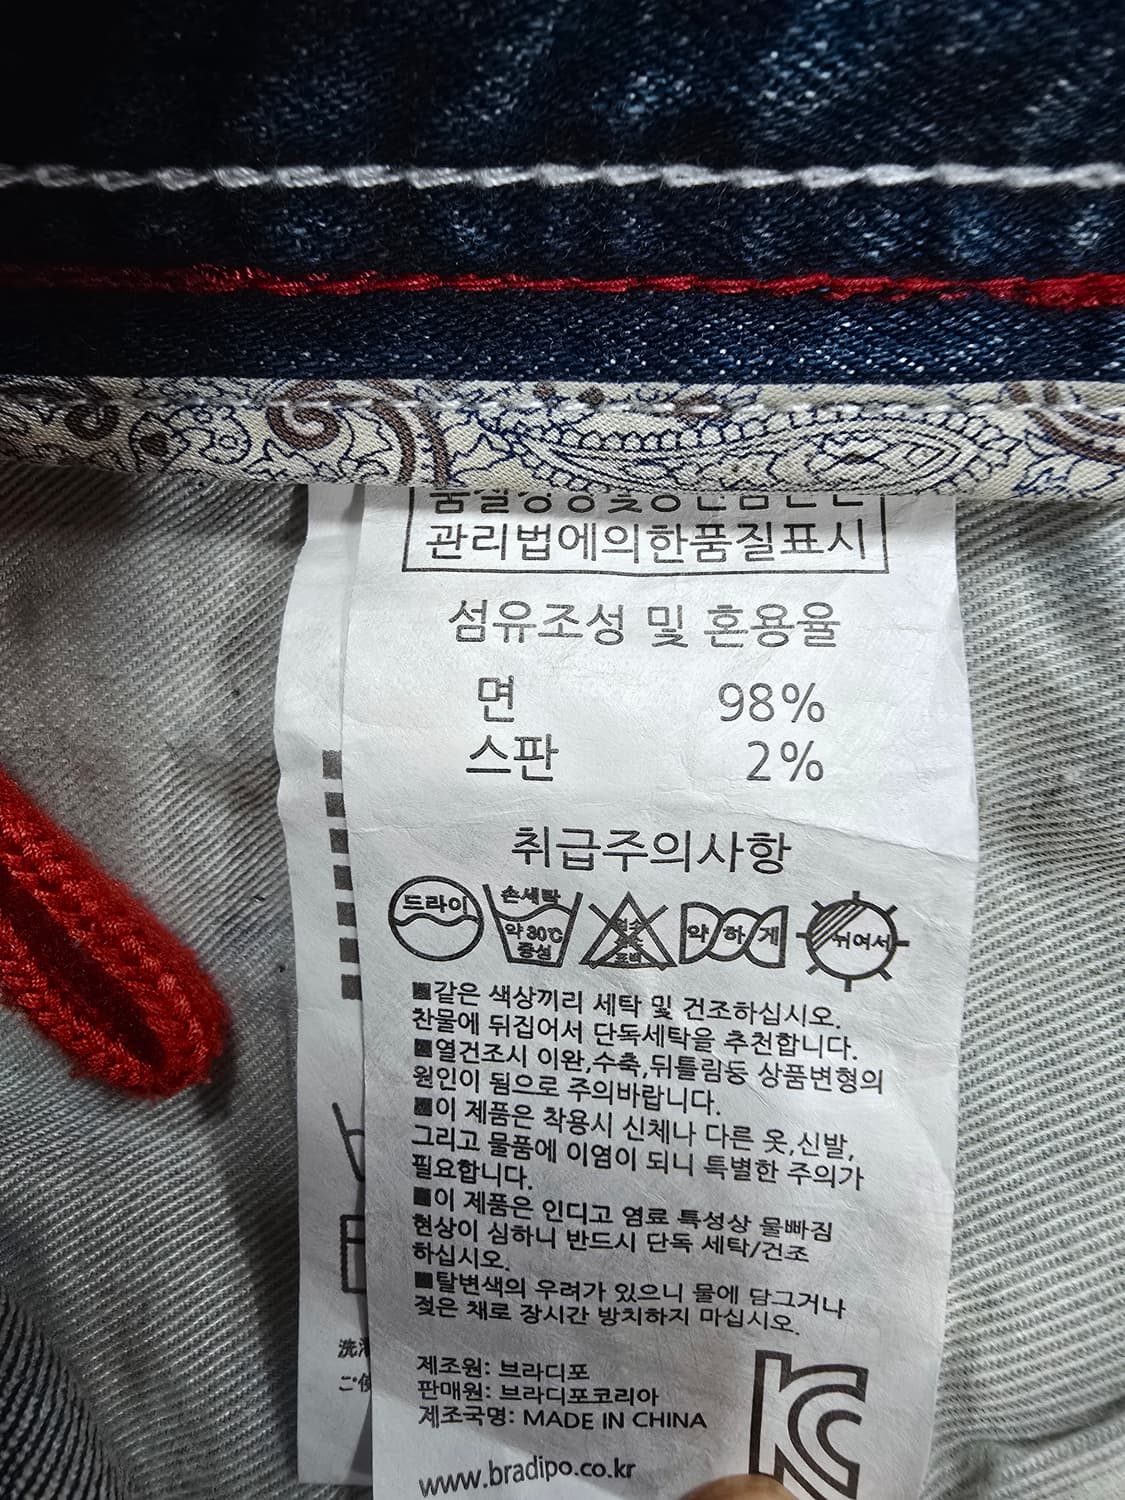 관리법에의한품질표시
섬유조성 및 혼용율
면 98%
스판 2%
취급주의사항
드라이
손세탁
약 30℃
중성
약 하 게
뉘어서
■같은 색상끼리 세탁 및 건조하십시오.
찬물에 뒤집어서 단독세탁을 추천합니다.
■열건조시 이완,수축,뒤틀림등 상품변형의
원인이 됨으로 주의바랍니다.
■이 제품은 착용시 신체나 다른 옷,신발,
그리고 물품에 이염이 되니 특별한 주의가
필요합니다.
■이 제품은 인디고 염료 특성상 물빠짐
현상이 심하니 반드시 단독 세탁/건조
하십시오.
■탈변색의 우려가 있으니 물에 담그거나
젖은 채로 장시간 방치하지 마십시오.
제조원: 브라디포
판매원: 브라디포코리아
제조국명: MADE IN CHINA
www.bradipo.co.kr